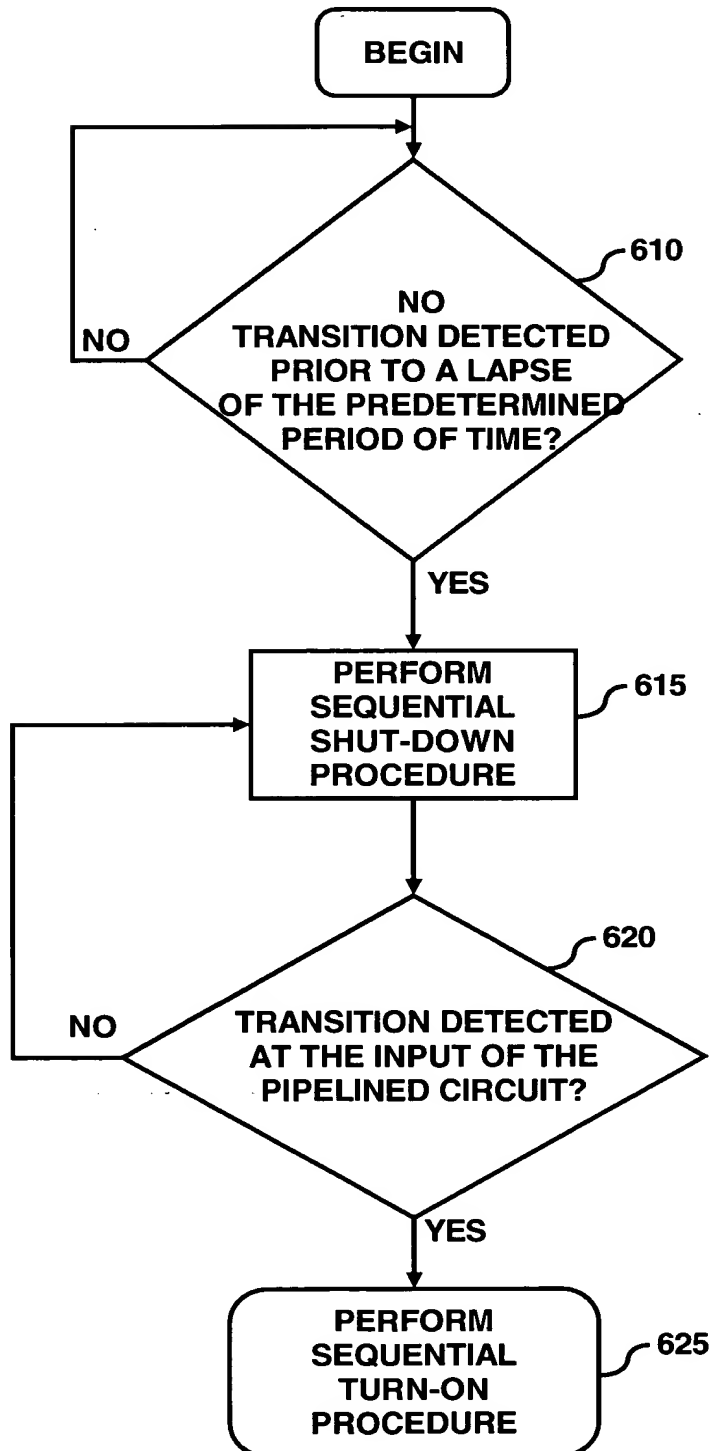 BEGIN
610
NO
TRANSITION DETECTED
PRIOR TO A LAPSE
OF THE PREDETERMINED
PERIOD OF TIME?
NO
YES
PERFORM
SEQUENTIAL
SHUT-DOWN
PROCEDURE
615
620
NO
TRANSITION DETECTED
AT THE INPUT OF THE
PIPELINED CIRCUIT?
YES
PERFORM
SEQUENTIAL
TURN-ON
PROCEDURE
625